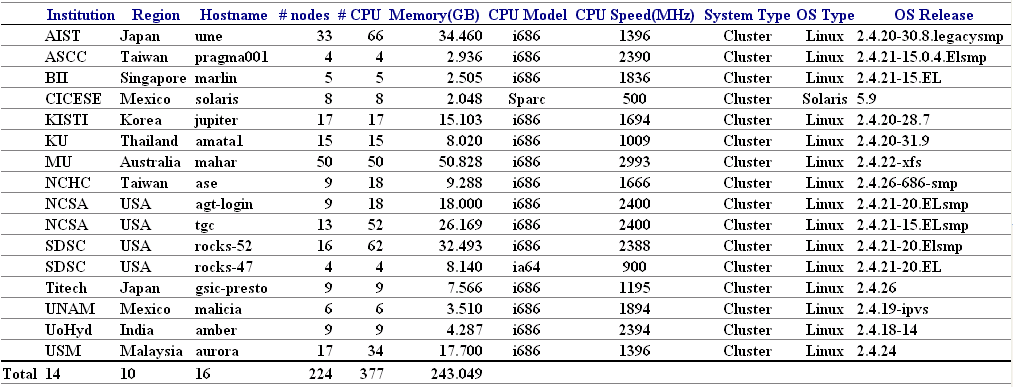 Institution Region Hostname # nodes # CPU Memory(GB) CPU Model CPU Speed(MHz) System Type OS Type OS Release
AIST Japan ume 33 66 34.460 i686 1396 Cluster Linux 2.4.20-30.8.legacysmp
ASCC Taiwan pragma001 4 4 2.936 i686 2390 Cluster Linux 2.4.21-15.0.4.Elsmp
BII Singapore marlin 5 5 2.505 i686 1836 Cluster Linux 2.4.21-15.EL
CICESE Mexico solaris 8 8 2.048 Sparc 500 Cluster Solaris 5.9
KISTI Korea jupiter 17 17 15.103 i686 1694 Cluster Linux 2.4.20-28.7
KU Thailand amata1 15 15 8.020 i686 1009 Cluster Linux 2.4.20-31.9
MU Australia mahar 50 50 50.828 i686 2993 Cluster Linux 2.4.22-xfs
NCHC Taiwan ase 9 18 9.288 i686 1666 Cluster Linux 2.4.26-686-smp
NCSA USA agt-login 9 18 18.000 i686 2400 Cluster Linux 2.4.21-20.ELsmp
NCSA USA tgc 13 52 26.169 i686 2400 Cluster Linux 2.4.21-15.ELsmp
SDSC USA rocks-52 16 62 32.493 i686 2388 Cluster Linux 2.4.21-20.Elsmp
SDSC USA rocks-47 4 4 8.140 ia64 900 Cluster Linux 2.4.21-20.EL
Titech Japan gsic-presto 9 9 7.566 i686 1195 Cluster Linux 2.4.26
UNAM Mexico malicia 6 6 3.510 i686 1894 Cluster Linux 2.4.19-ipvs
UoHyd India amber 9 9 4.287 i686 2394 Cluster Linux 2.4.18-14
USM Malaysia aurora 17 34 17.700 i686 1396 Cluster Linux 2.4.24
Total 14 10 16 224 377 243.049